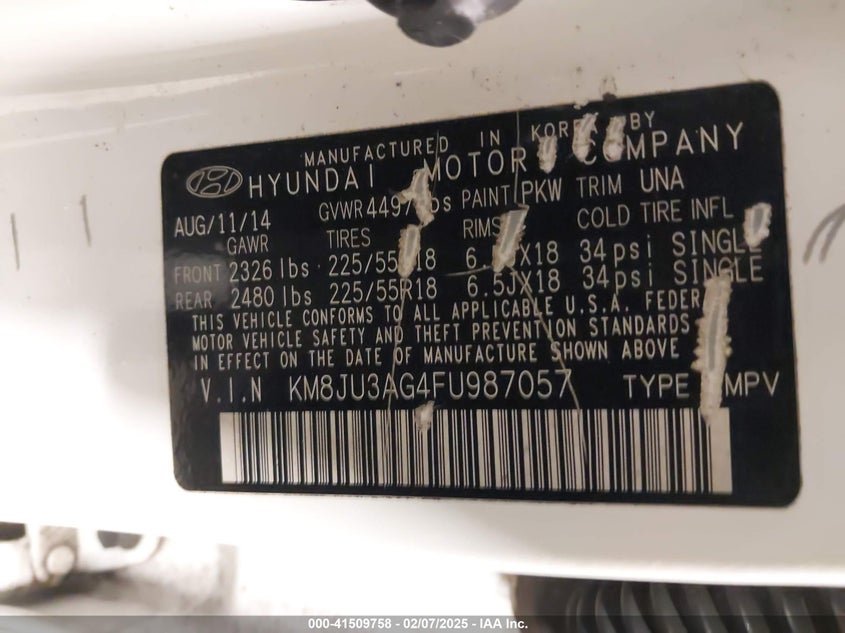 MANUFACTURED IN KOREA BY
HYUNDAI MOTOR COMPANY
AUG/11/14 GVWR 4497 lbs PAINT PKW TRIM UNA
GAWR TIRES RIMS COLD TIRE INFL
FRONT 2326 lbs 225/55R18 6. JX18 34psi SINGLE
REAR 2480 lbs 225/55R18 6.5JX18 34psi SINGLE
THIS VEHICLE CONFORMS TO ALL APPLICABLE U.S.A. FEDER
MOTOR VEHICLE SAFETY AND THEFT PREVENTION STANDARDS
IN EFFECT ON THE DATE OF MANUFACTURE SHOWN ABOVE
V.I.N KM8JU3AG4FU987057 TYPE MPV
000-41509758 - 02/07/2025 - IAA Inc.